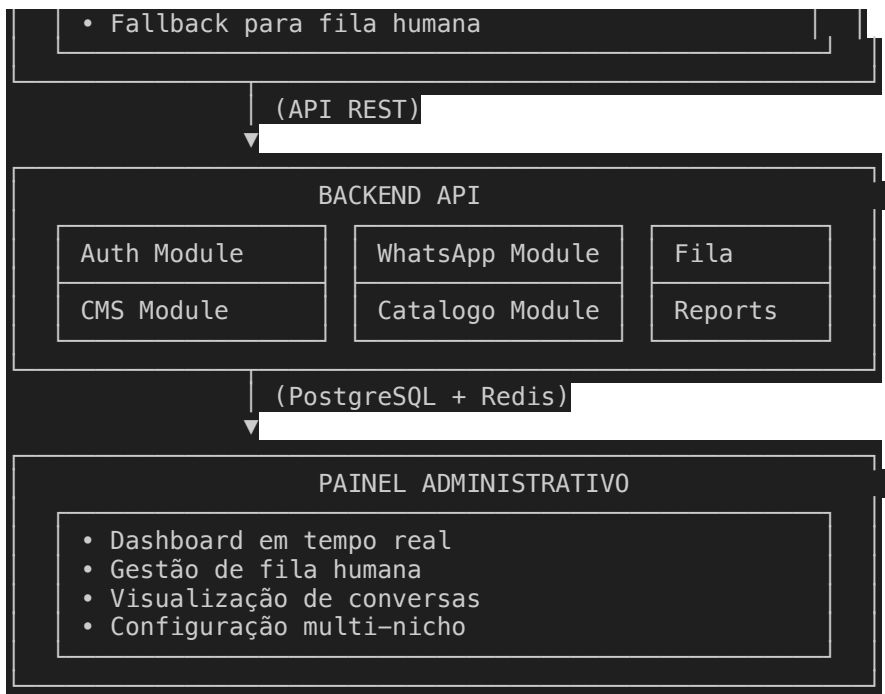 • Fallback para fila humana
(API REST)
BACKEND API
Auth Module WhatsApp Module Fila
CMS Module Catalogo Module Reports
(PostgreSQL + Redis)
PAINEL ADMINISTRATIVO
• Dashboard em tempo real
• Gestão de fila humana
• Visualização de conversas
• Configuração multi-nicho